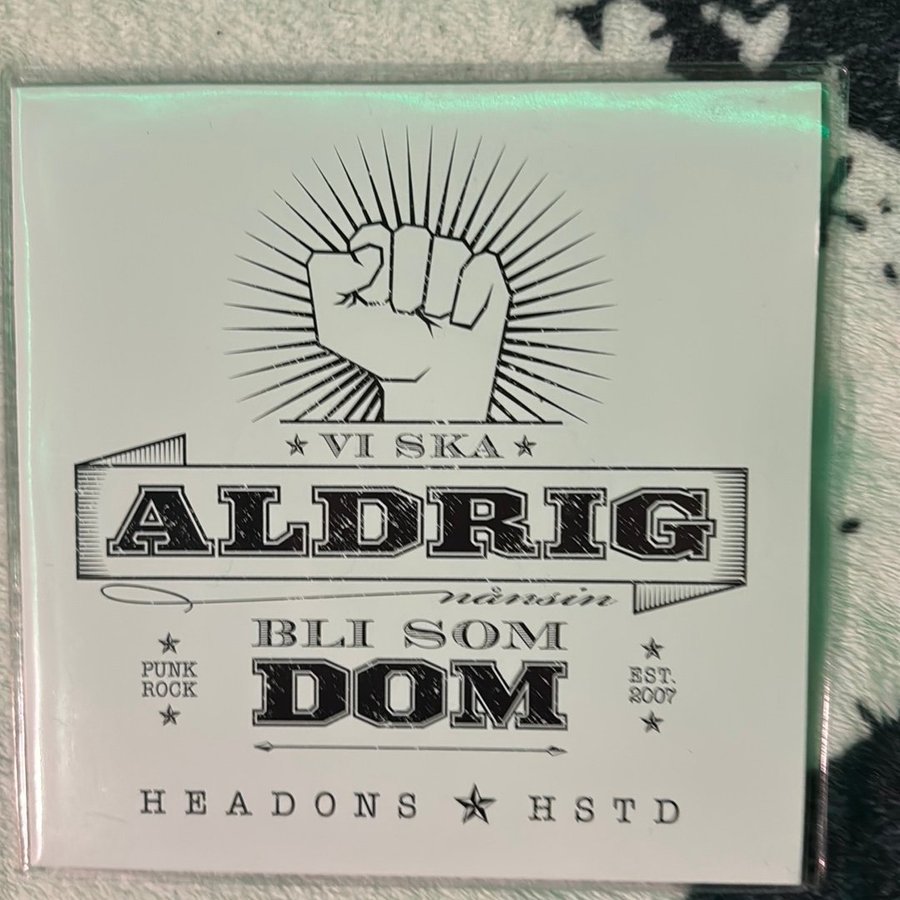 VI SKA
ALDRIG
nånsin
BLI SOM
DOM
PUNK
ROCK
EST.
2007
HEADONS ★ HSTD